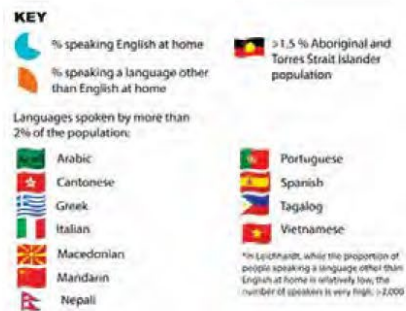 KEY
% speaking English at home
% speaking a language other
than English at home
>1.5 % Aboriginal and
Torres Strait Islander
population
Languages spoken by more than
2% of the population:
Arabic
Cantonese
Greek
Italian
Macedonian
Mandarin
Nepali
Portuguese
Spanish
Tagalog
Vietnamese
*In Leichhardt, while the proportion of
people speaking a language other than
English at home is relatively low, the
number of speakers is very high, >2,000